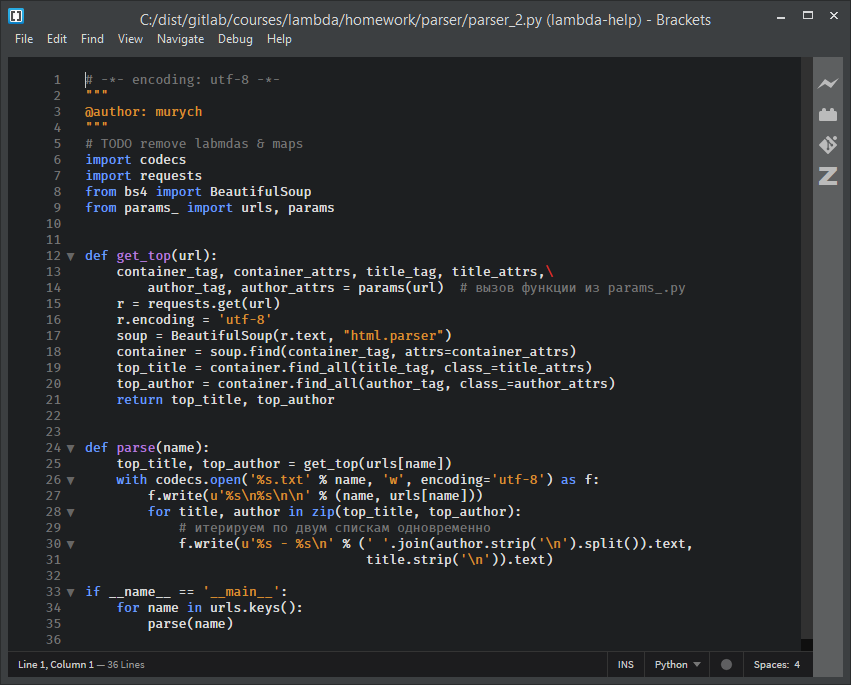 C:/dist/gitlab/courses/lambda/homework/parser/parser_2.py (lambda-help) - Brackets
File Edit Find View Navigate Debug Help
1 # -*- encoding: utf-8 -*-
2 """
3 @author: murych
4 """
5 # TODO remove labmdas & maps
6 import codecs
7 import requests
8 from bs4 import BeautifulSoup
9 from params_ import urls, params
10
11
12 def get_top(url):
13     container_tag, container_attrs, title_tag, title_attrs,\
14         author_tag, author_attrs = params(url)  # вызов функции из params_.py
15     r = requests.get(url)
16     r.encoding = 'utf-8'
17     soup = BeautifulSoup(r.text, "html.parser")
18     container = soup.find(container_tag, attrs=container_attrs)
19     top_title = container.find_all(title_tag, class_=title_attrs)
20     top_author = container.find_all(author_tag, class_=author_attrs)
21     return top_title, top_author
22
23
24 def parse(name):
25     top_title, top_author = get_top(urls[name])
26     with codecs.open('%s.txt' % name, 'w', encoding='utf-8') as f:
27         f.write(u'%s\n%s\n\n' % (name, urls[name]))
28         for title, author in zip(top_title, top_author):
29             # итерируем по двум спискам одновременно
30             f.write(u'%s - %s\n' % (' '.join(author.strip('\n').split()).text,
31                                     title.strip('\n')).text)
32
33 if __name__ == '__main__':
34     for name in urls.keys():
35         parse(name)
36
Line 1, Column 1 — 36 Lines INS Python Spaces: 4